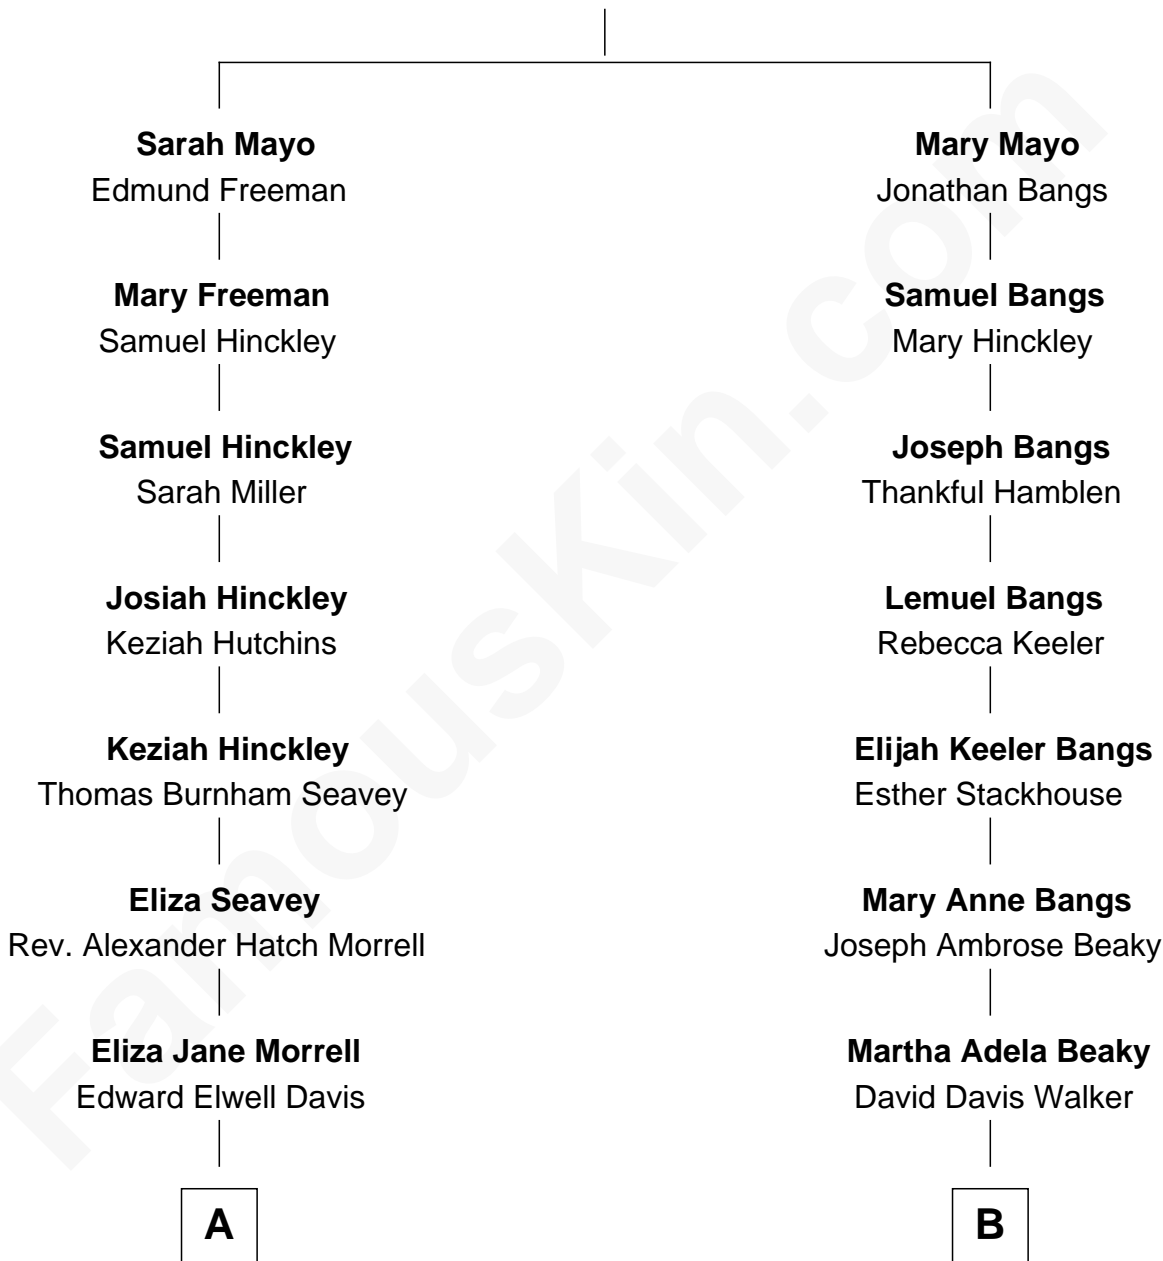 Sarah Mayo
Edmund Freeman
Mary Mayo
Jonathan Bangs
Mary Freeman
Samuel Hinckley
Samuel Bangs
Mary Hinckley
Samuel Hinckley
Sarah Miller
Joseph Bangs
Thankful Hamblen
Josiah Hinckley
Keziah Hutchins
Lemuel Bangs
Rebecca Keeler
Keziah Hinckley
Thomas Burnham Seavey
Elijah Keeler Bangs
Esther Stackhouse
Eliza Seavey
Rev. Alexander Hatch Morrell
Mary Anne Bangs
Joseph Ambrose Beaky
Eliza Jane Morrell
Edward Elwell Davis
Martha Adela Beaky
David Davis Walker
A
B
FamousKin.com